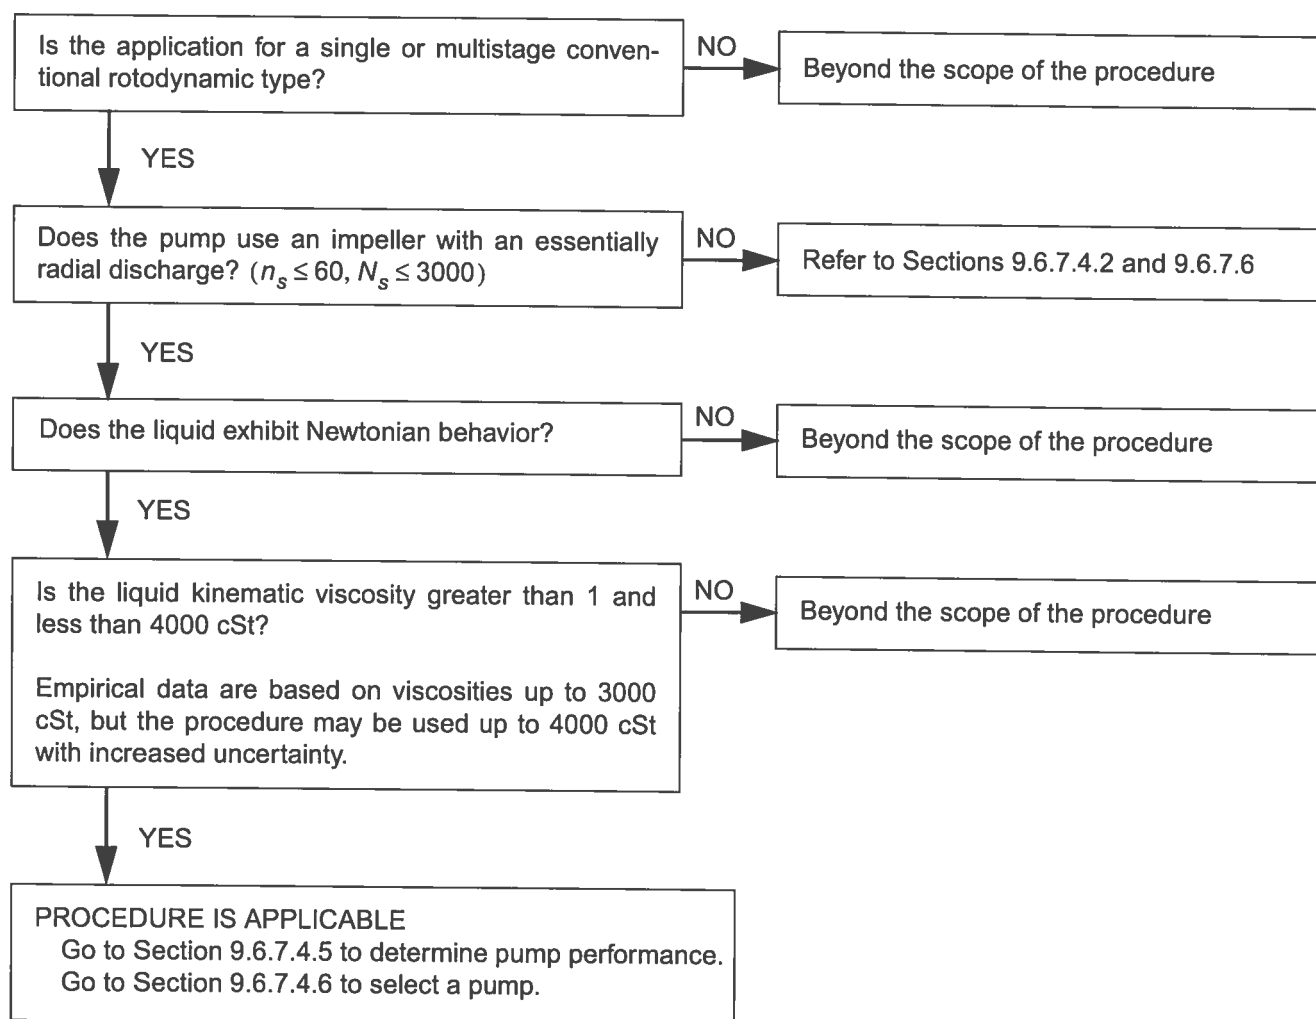 Is the application for a single or multistage conven-
tional rotodynamic type?
NO
Beyond the scope of the procedure
YES
Does the pump use an impeller with an essentially
radial discharge? (nₛ ≤ 60, Nₛ ≤ 3000)
NO
Refer to Sections 9.6.7.4.2 and 9.6.7.6
YES
Does the liquid exhibit Newtonian behavior?
NO
Beyond the scope of the procedure
YES
Is the liquid kinematic viscosity greater than 1 and
less than 4000 cSt?
Empirical data are based on viscosities up to 3000
cSt, but the procedure may be used up to 4000 cSt
with increased uncertainty.
NO
Beyond the scope of the procedure
YES
PROCEDURE IS APPLICABLE
Go to Section 9.6.7.4.5 to determine pump performance.
Go to Section 9.6.7.4.6 to select a pump.